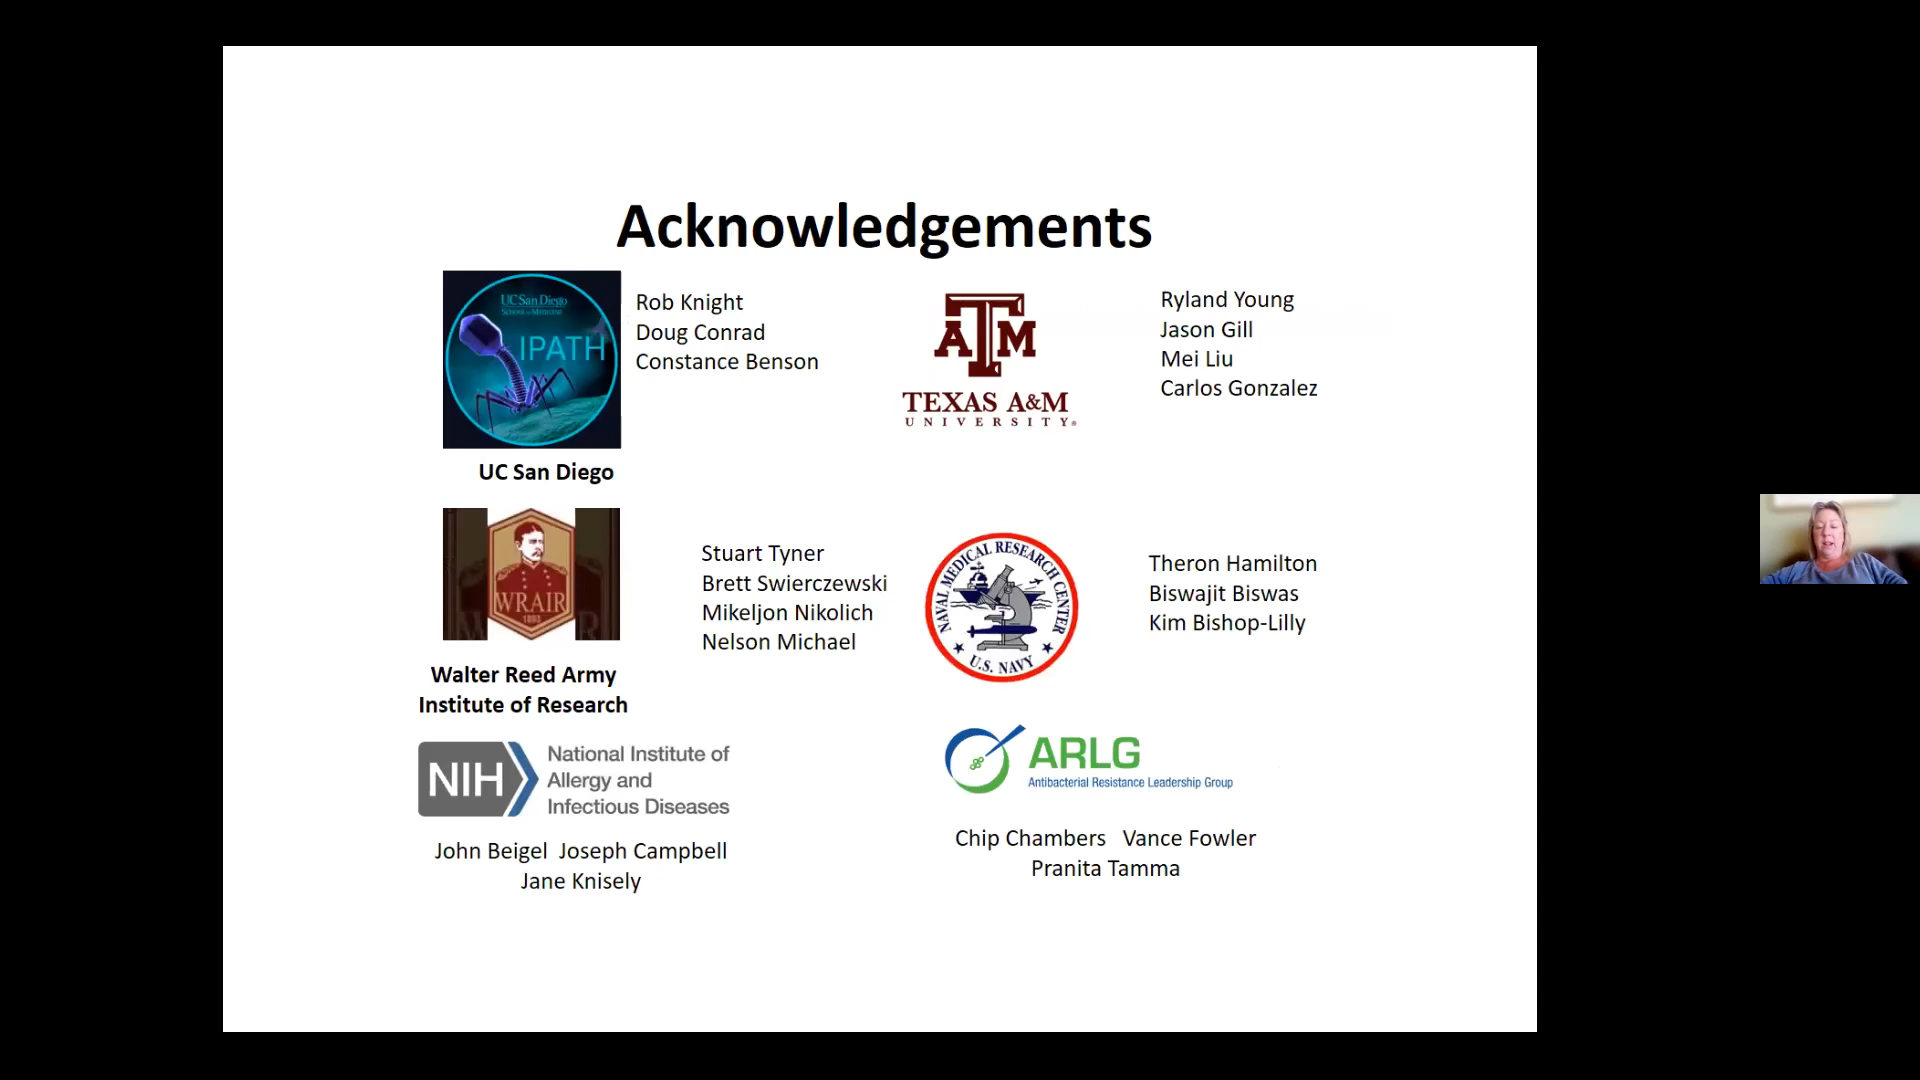 Acknowledgements
UC San Diego
SCHOOL OF MEDICINE
IPATH
Rob Knight
Doug Conrad
Constance Benson
UC San Diego
ATM
TEXAS A&M
UNIVERSITY®
Ryland Young
Jason Gill
Mei Liu
Carlos Gonzalez
WRAIR
1893
Walter Reed Army
Institute of Research
Stuart Tyner
Brett Swierczewski
Mikeljon Nikolich
Nelson Michael
NAVAL MEDICAL RESEARCH CENTER
U.S. NAVY
Theron Hamilton
Biswajit Biswas
Kim Bishop-Lilly
NIH
National Institute of
Allergy and
Infectious Diseases
John Beigel Joseph Campbell
Jane Knisely
ARLG
Antibacterial Resistance Leadership Group
Chip Chambers Vance Fowler
Pranita Tamma